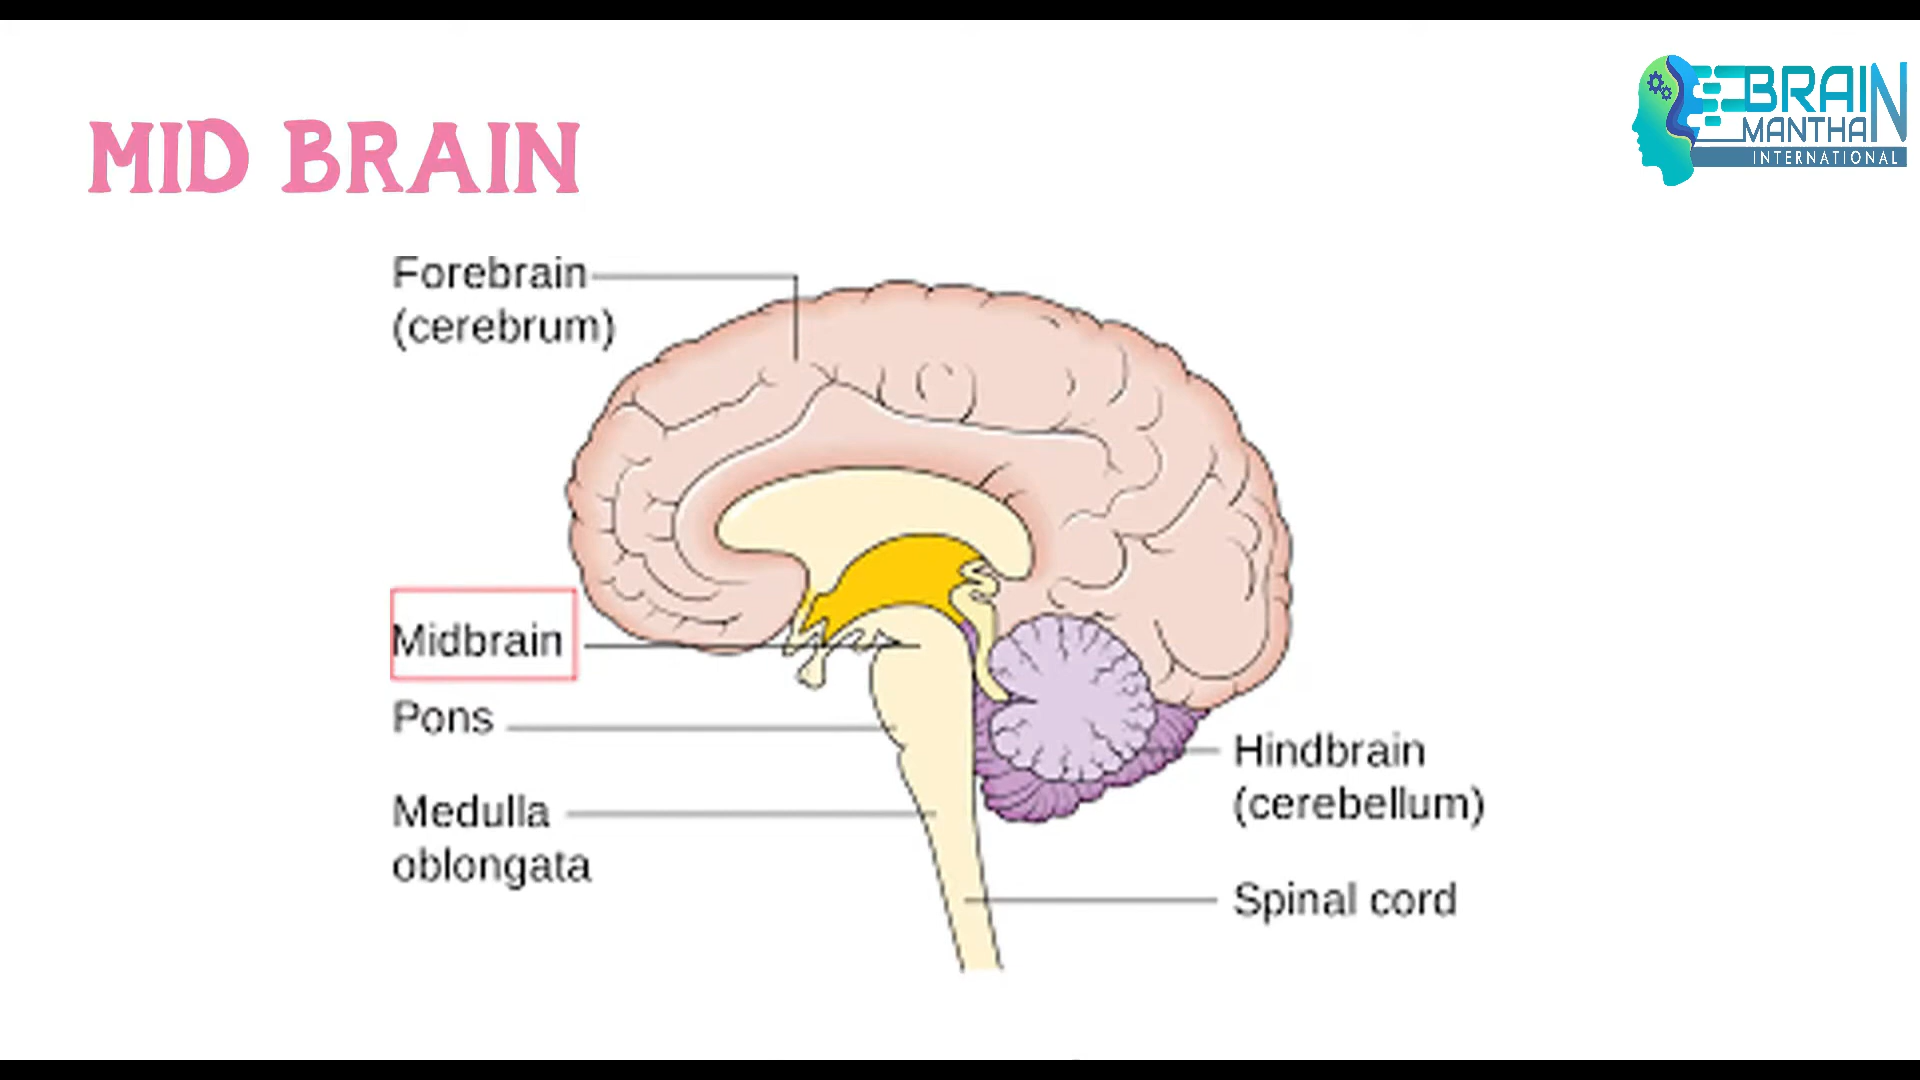 MID BRAIN
BRAIN
MANTHAN
INTERNATIONAL
Forebrain
(cerebrum)
Midbrain
Pons
Medulla
oblongata
Hindbrain
(cerebellum)
Spinal cord